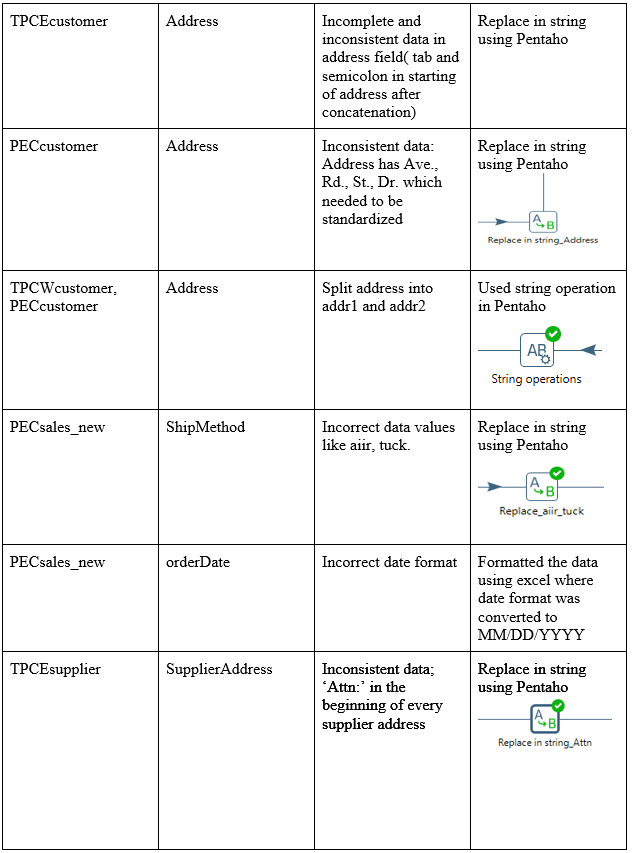 TPCEcustomer
Address
Incomplete and
inconsistent data in
address field( tab and
semicolon in starting
of address after
concatenation)
Replace in string
using Pentaho
PECcustomer
Address
Inconsistent data:
Address has Ave.,
Rd., St., Dr. which
needed to be
standardized
Replace in string
using Pentaho
A
B
Replace in string_Address
TPCWcustomer,
PECcustomer
Address
Split address into
addr1 and addr2
Used string operation
in Pentaho
AB
String operations
PECsales_new
ShipMethod
Incorrect data values
like aiir, tuck.
Replace in string
using Pentaho
A
B
Replace_aiir_tuck
PECsales_new
orderDate
Incorrect date format
Formatted the data
using excel where
date format was
converted to
MM/DD/YYYY
TPCEsupplier
SupplierAddress
Inconsistent data;
‘Attn:’ in the
beginning of every
supplier address
Replace in string
using Pentaho
A
B
Replace in string_Attn